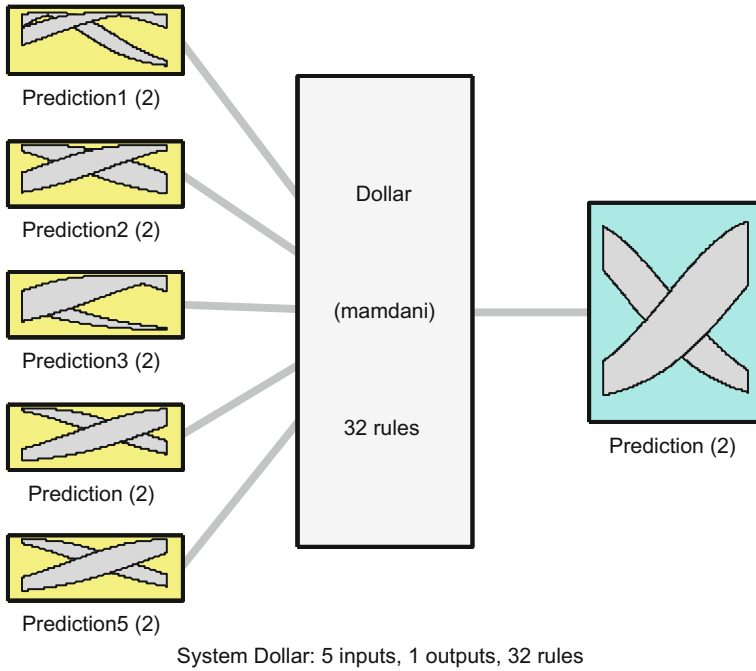 Prediction1 (2)
Prediction2 (2)
Prediction3 (2)
Prediction (2)
Prediction5 (2)
Dollar
(mamdani)
32 rules
Prediction (2)
System Dollar: 5 inputs, 1 outputs, 32 rules